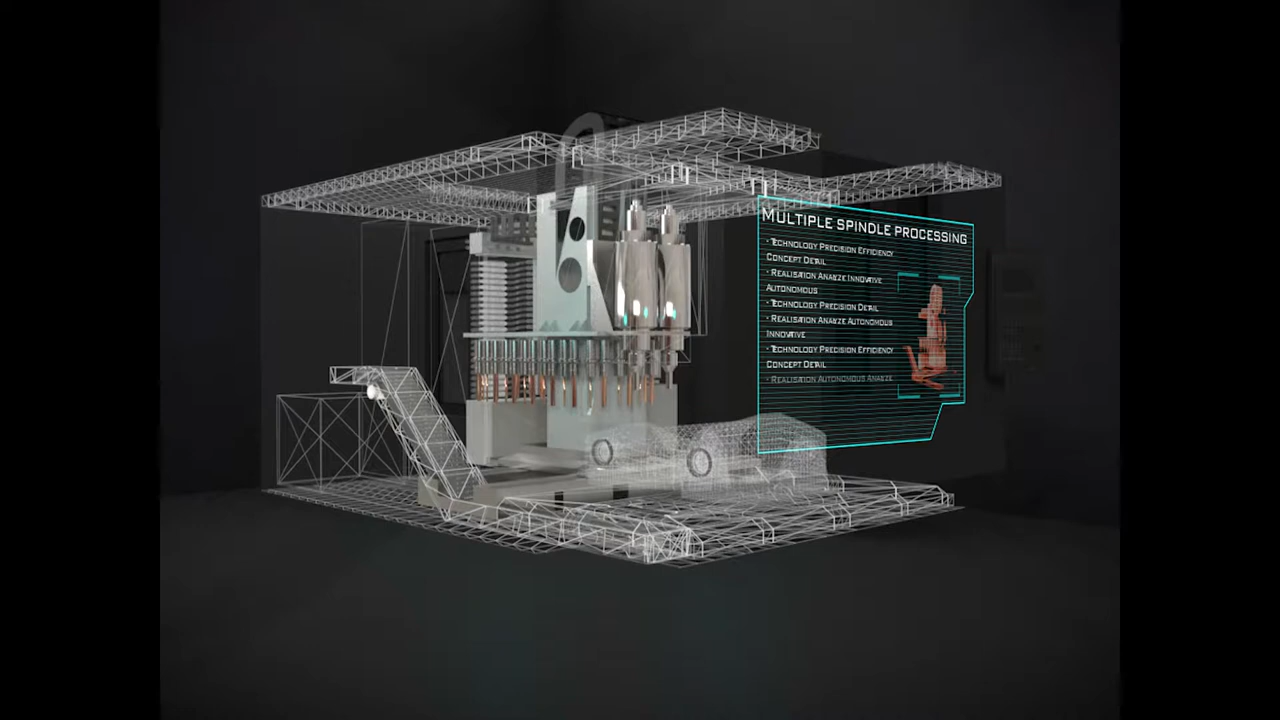 MULTIPLE SPINDLE PROCESSING
· TECHNOLOGY PRECISION EFFICIENCY
CONCEPT DETAIL
· REALISATION ANALYZE INNOVATIVE
AUTONOMOUS
· TECHNOLOGY PRECISION DETAIL
· REALISATION ANALYZE AUTONOMOUS
INNOVATIVE
· TECHNOLOGY PRECISION EFFICIENCY
CONCEPT DETAIL
· REALISATION AUTONOMOUS ANALYZE